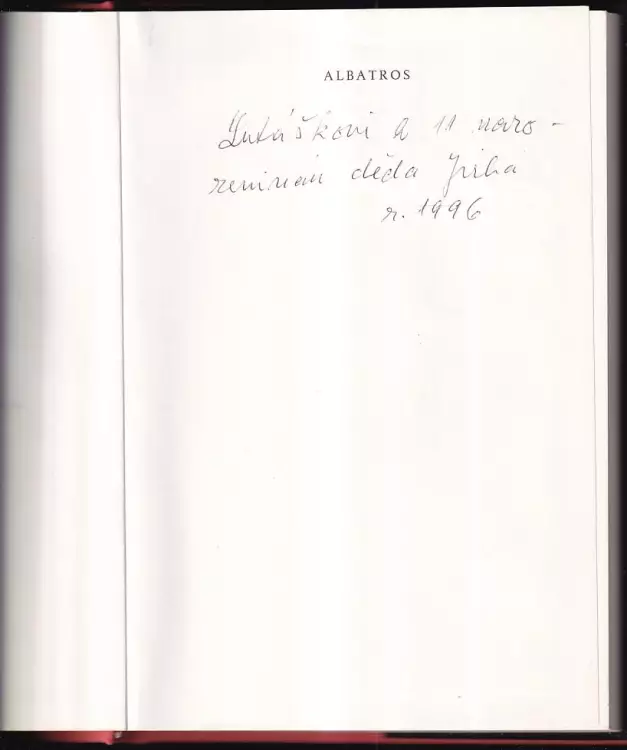 ALBATROS
Lukáškovi k 11 naro-
zeninám děda Jirka
r. 1996